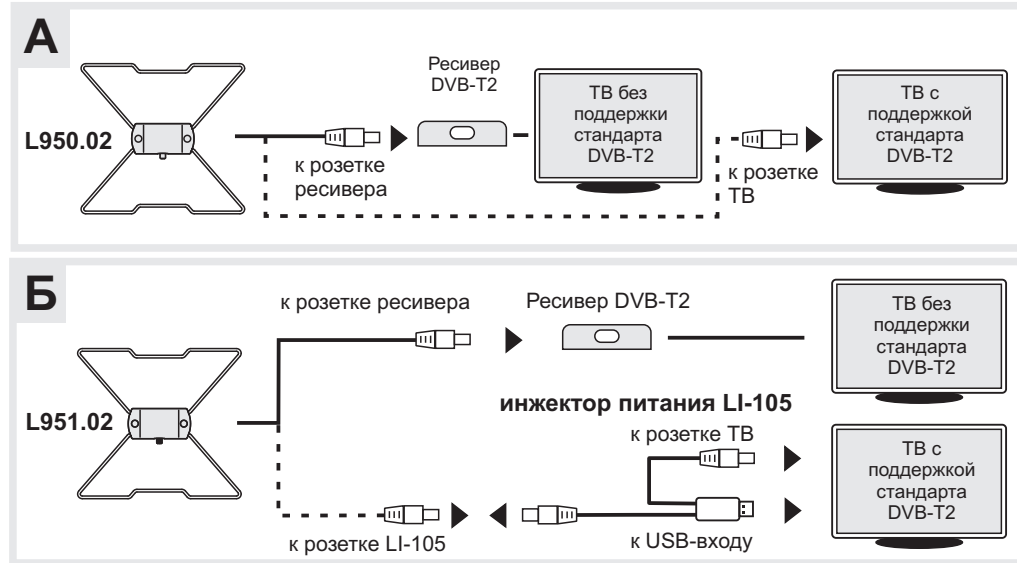 А
L950.02
к розетке
ресивера
Ресивер
DVB-T2
ТВ без
поддержки
стандарта
DVB-T2
к розетке
ТВ
ТВ с
поддержкой
стандарта
DVB-T2
Б
L951.02
к розетке ресивера
Ресивер DVB-T2
ТВ без
поддержки
стандарта
DVB-T2
инжектор питания LI-105
к розетке ТВ
ТВ с
поддержкой
стандарта
DVB-T2
к розетке LI-105
к USB-входу